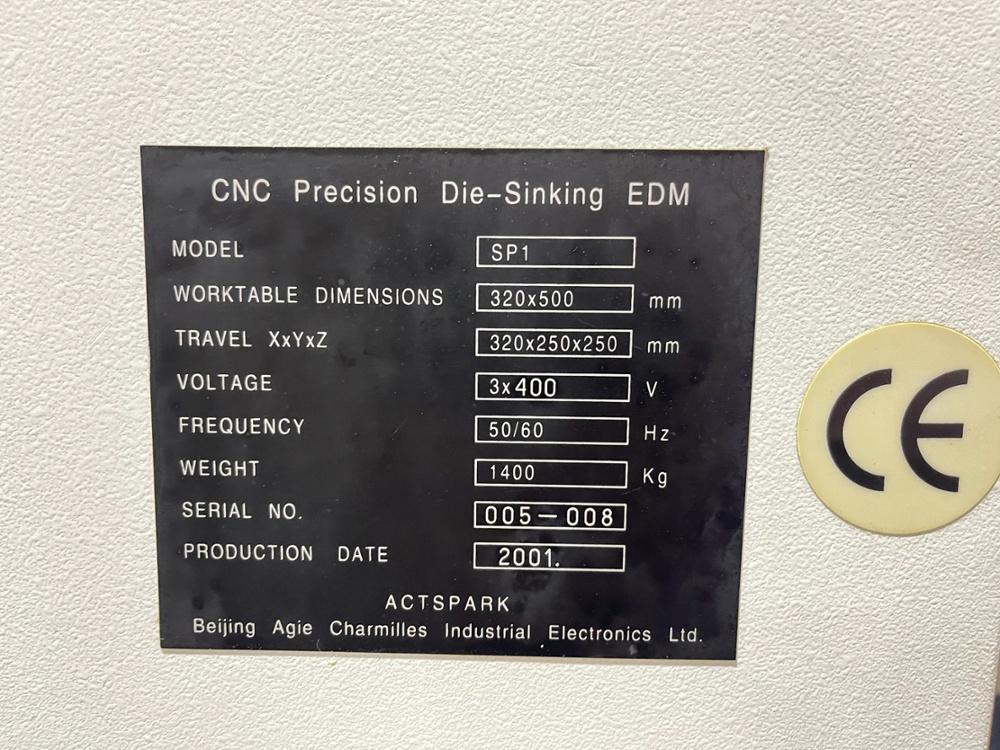 CNC Precision Die-Sinking EDM
MODEL SP1
WORKTABLE DIMENSIONS 320x500 mm
TRAVEL XxYxZ 320x250x250 mm
VOLTAGE 3x400 V
FREQUENCY 50/60 Hz
WEIGHT 1400 Kg
SERIAL NO. 005-008
PRODUCTION DATE 2001.
ACTSPARK
Beijing Agie Charmilles Industrial Electronics Ltd.
CE